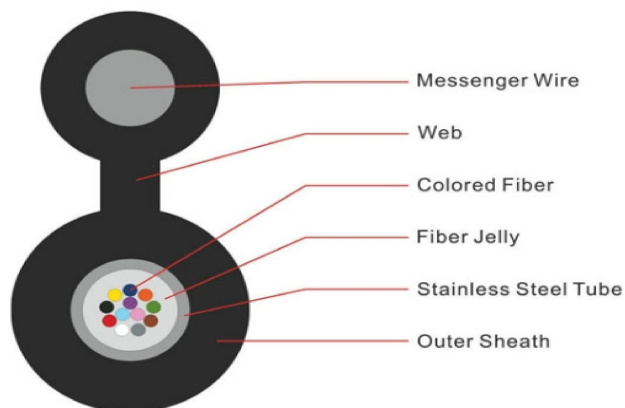 Messenger Wire
Web
Colored Fiber
Fiber Jelly
Stainless Steel Tube
Outer Sheath